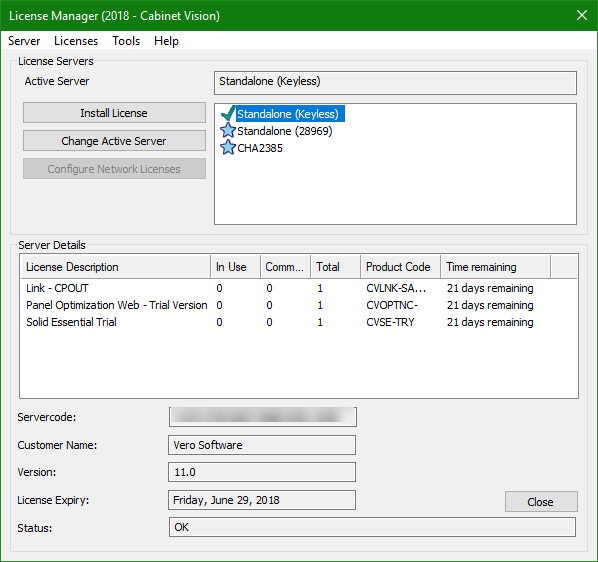 License Manager (2018 - Cabinet Vision)
Server Licenses Tools Help
License Servers
Active Server Standalone (Keyless)
Install License
Change Active Server
Configure Network Licenses
Standalone (Keyless)
Standalone (28969)
CHA2385
Server Details
License Description In Use Comm... Total Product Code Time remaining
Link - CPOUT 0 0 1 CVLNK-SA... 21 days remaining
Panel Optimization Web - Trial Version 0 0 1 CVOPTNC- 21 days remaining
Solid Essential Trial 0 0 1 CVSE-TRY 21 days remaining
Servercode:
Customer Name: Vero Software
Version: 11.0
License Expiry: Friday, June 29, 2018
Close
Status: OK